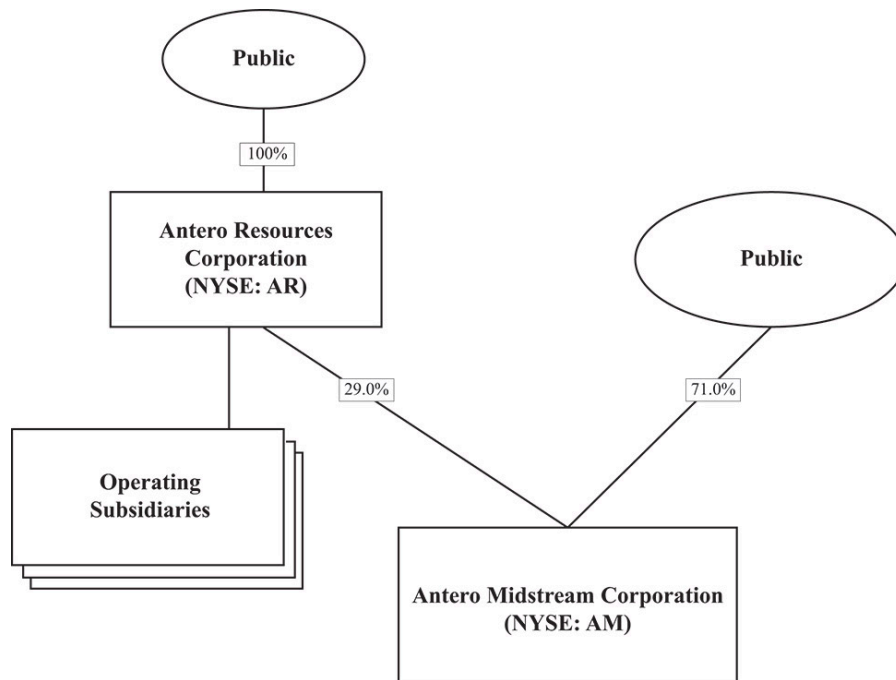 Public
100%
Antero Resources
Corporation
(NYSE: AR)
Public
29.0%
71.0%
Operating
Subsidiaries
Antero Midstream Corporation
(NYSE: AM)